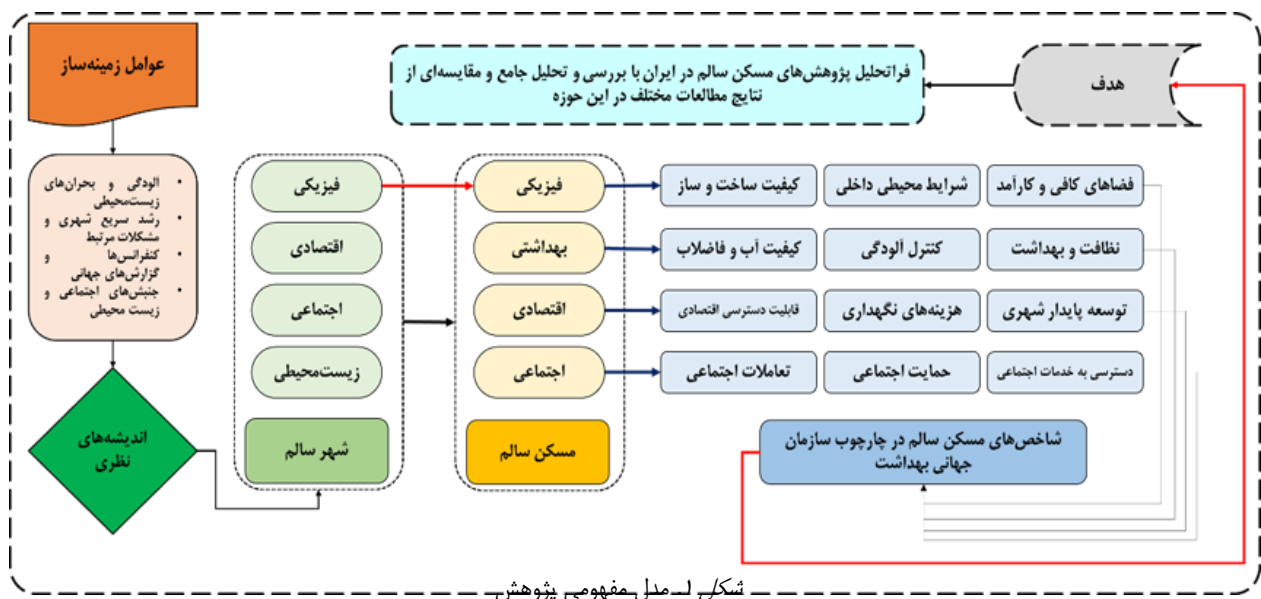 عوامل زمینه‌ساز
فراتحلیل پژوهش‌های مسکن سالم در ایران با بررسی و تحلیل جامع و مقایسه‌ای از
نتایج مطالعات مختلف در این حوزه
هدف
• آلودگی و بحران‌های
زیست‌محیطی
• رشد سریع شهری و
مشکلات مرتبط
• کنفرانس‌ها و
گزارش‌های جهانی
• جنبش‌های اجتماعی و
زیست محیطی
اندیشه‌های
نظری
فیزیکی
اقتصادی
اجتماعی
زیست‌محیطی
شهر سالم
فیزیکی
بهداشتی
اقتصادی
اجتماعی
مسکن سالم
کیفیت ساخت و ساز
شرایط محیطی داخلی
فضاهای کافی و کارآمد
کیفیت آب و فاضلاب
کنترل آلودگی
نظافت و بهداشت
قابلیت دسترسی اقتصادی
هزینه‌های نگهداری
توسعه پایدار شهری
تعاملات اجتماعی
حمایت اجتماعی
دسترسی به خدمات اجتماعی
شاخص‌های مسکن سالم در چارچوب سازمان
جهانی بهداشت
شکل ۱. مدل مفهومی پژوهش